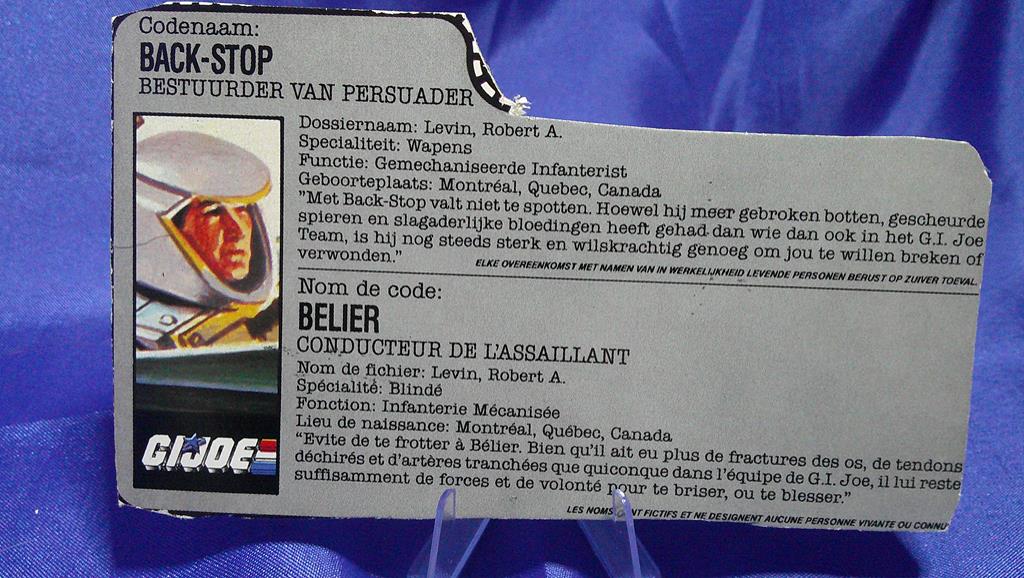 Codenaam:
BACK-STOP
BESTUURDER VAN PERSUADER
Dossiernaam: Levin, Robert A.
Specialiteit: Wapens
Functie: Gemechaniseerde Infanterist
Geboorteplaats: Montréal, Quebec, Canada
"Met Back-Stop valt niet te spotten. Hoewel hij meer gebroken botten, gescheurde
spieren en slagaderlijke bloedingen heeft gehad dan wie dan ook in het G.I. Joe
Team, is hij nog steeds sterk en wilskrachtig genoeg om jou te willen breken of
verwonden."
ELKE OVEREENKOMST MET NAMEN VAN IN WERKELIJKHEID LEVENDE PERSONEN BERUST OP ZUIVER TOEVAL.
Nom de code:
BELIER
CONDUCTEUR DE L'ASSAILLANT
Nom de fichier: Levin, Robert A.
Spécialité: Blindé
Fonction: Infanterie Mécanisée
Lieu de naissance: Montréal, Québec, Canada
"Evite de te frotter à Bélier. Bien qu'il ait eu plus de fractures des os, de tendons
déchirés et d'artères tranchées que quiconque dans l'équipe de G.I. Joe, il lui reste
suffisamment de forces et de volonté pour te briser, ou te blesser."
LES NOMS SONT FICTIFS ET NE DESIGNENT AUCUNE PERSONNE VIVANTE OU CONNU
GI JOE